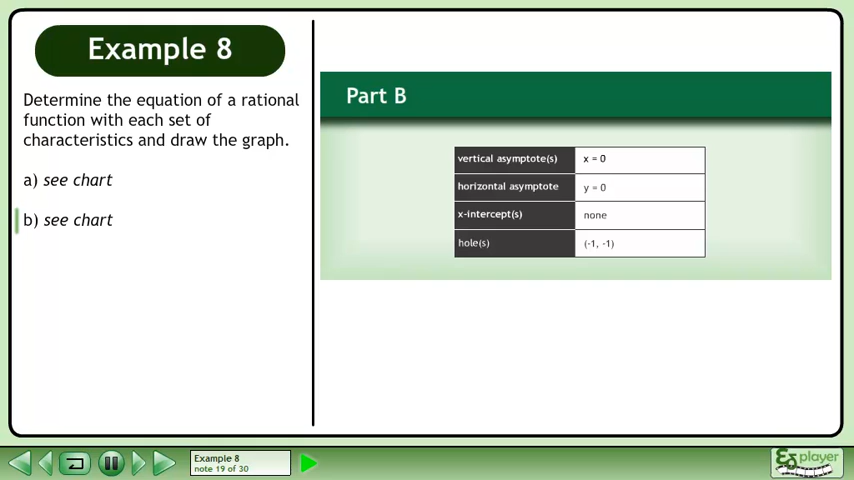 Example 8
Determine the equation of a rational
function with each set of
characteristics and draw the graph.
a) see chart
b) see chart
Part B
vertical asymptote(s) x = 0
horizontal asymptote y = 0
x-intercept(s) none
hole(s) (-1, -1)
Example 8
note 19 of 30
player